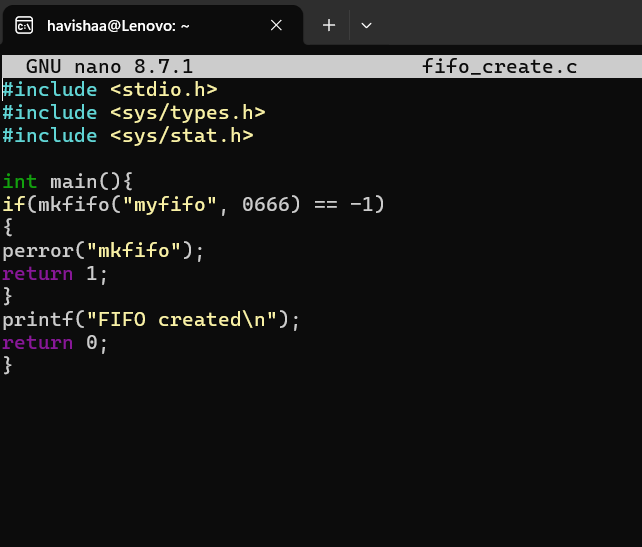 havishaa@Lenovo: ~
GNU nano 8.7.1 fifo_create.c
#include <stdio.h>
#include <sys/types.h>
#include <sys/stat.h>

int main(){
if(mkfifo("myfifo", 0666) == -1)
{
perror("mkfifo");
return 1;
}
printf("FIFO created\n");
return 0;
}